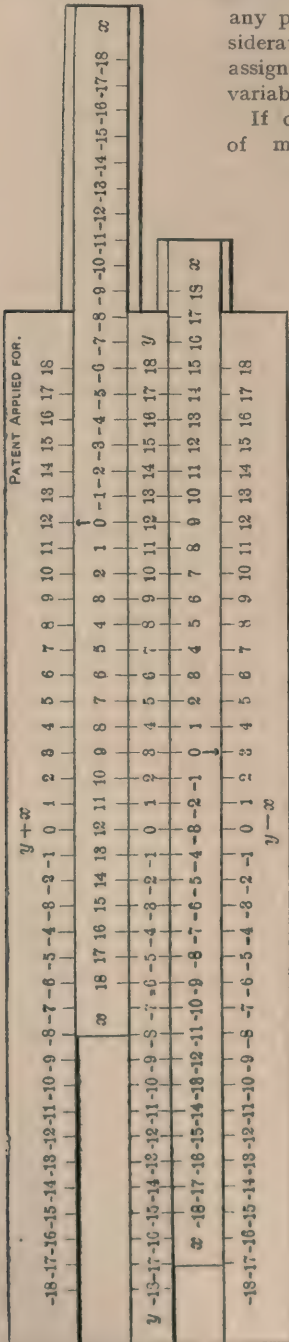 any p
siderat
assign
variab
If c
of m
PATENT APPLIED FOR.
y + x
-18 -17 -16 -15 -14 -13 -12 -11 -10 -9 -8 -7 -6 -5 -4 -3 -2 -1 0 1 2 3 4 5 6 7 8 9 10 11 12 13 14 15 16 17 18
x 18 17 16 15 14 13 12 11 10 9 8 7 6 5 4 3 2 1 0 -1 -2 -3 -4 -5 -6 -7 -8 -9 -10 -11 -12 -13 -14 -15 -16 -17 -18 x
y -18 -17 -16 -15 -14 -13 -12 -11 -10 -9 -8 -7 -6 -5 -4 -3 -2 -1 0 1 2 3 4 5 6 7 8 9 10 11 12 13 14 15 16 17 18 y
x -18 -17 -16 -15 -14 -13 -12 -11 -10 -9 -8 -7 -6 -5 -4 -3 -2 -1 0 1 2 3 4 5 6 7 8 9 10 11 12 13 14 15 16 17 18 x
-18 -17 -16 -15 -14 -13 -12 -11 -10 -9 -8 -7 -6 -5 -4 -3 -2 -1 0 1 2 3 4 5 6 7 8 9 10 11 12 13 14 15 16 17 18
y - x